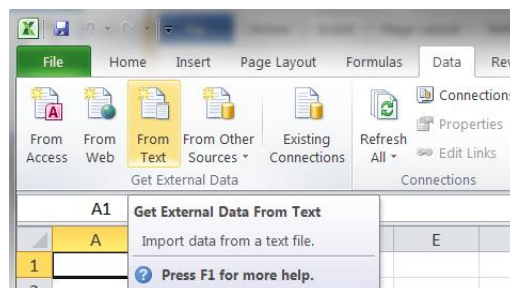 File Home Insert Page Layout Formulas Data Re
From Access
From Web
From Text
From Other Sources
Existing Connections
Refresh All
Connections
Properties
Edit Links
Get External Data
Connections
A1
Get External Data From Text
Import data from a text file.
Press F1 for more help.
A E
1